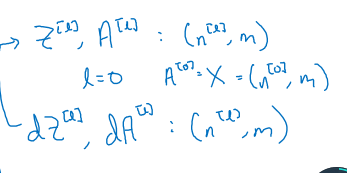 Z^[l], A^[l] : (n^[l], m)
l=0 A^[0] = X = (n^[0], m)
dZ^[l], dA^[l] : (n^[l], m)